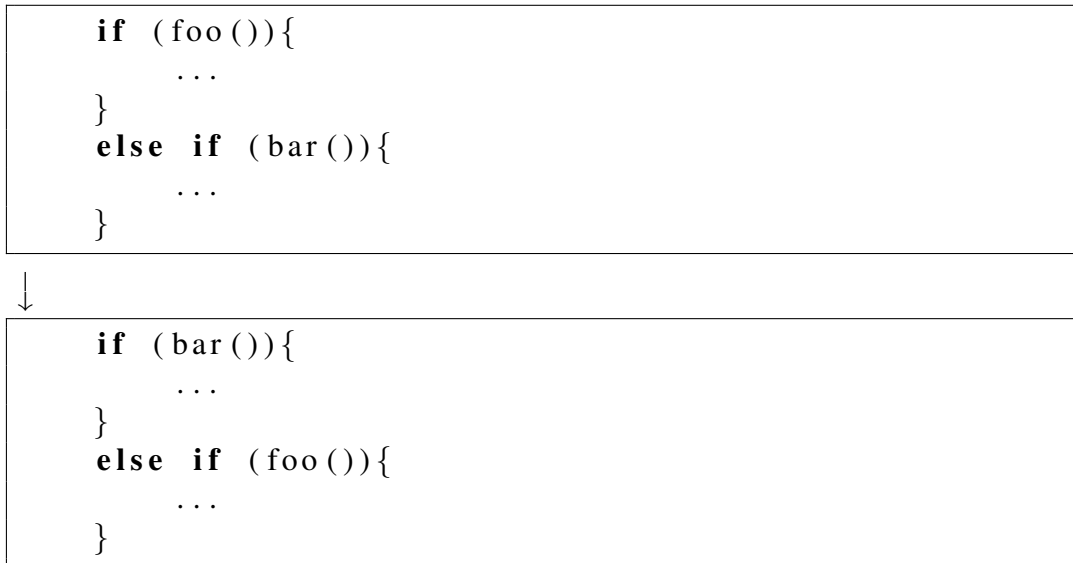 if (foo()){
...
}
else if (bar()){
...
}
↓
if (bar()){
...
}
else if (foo()){
...
}